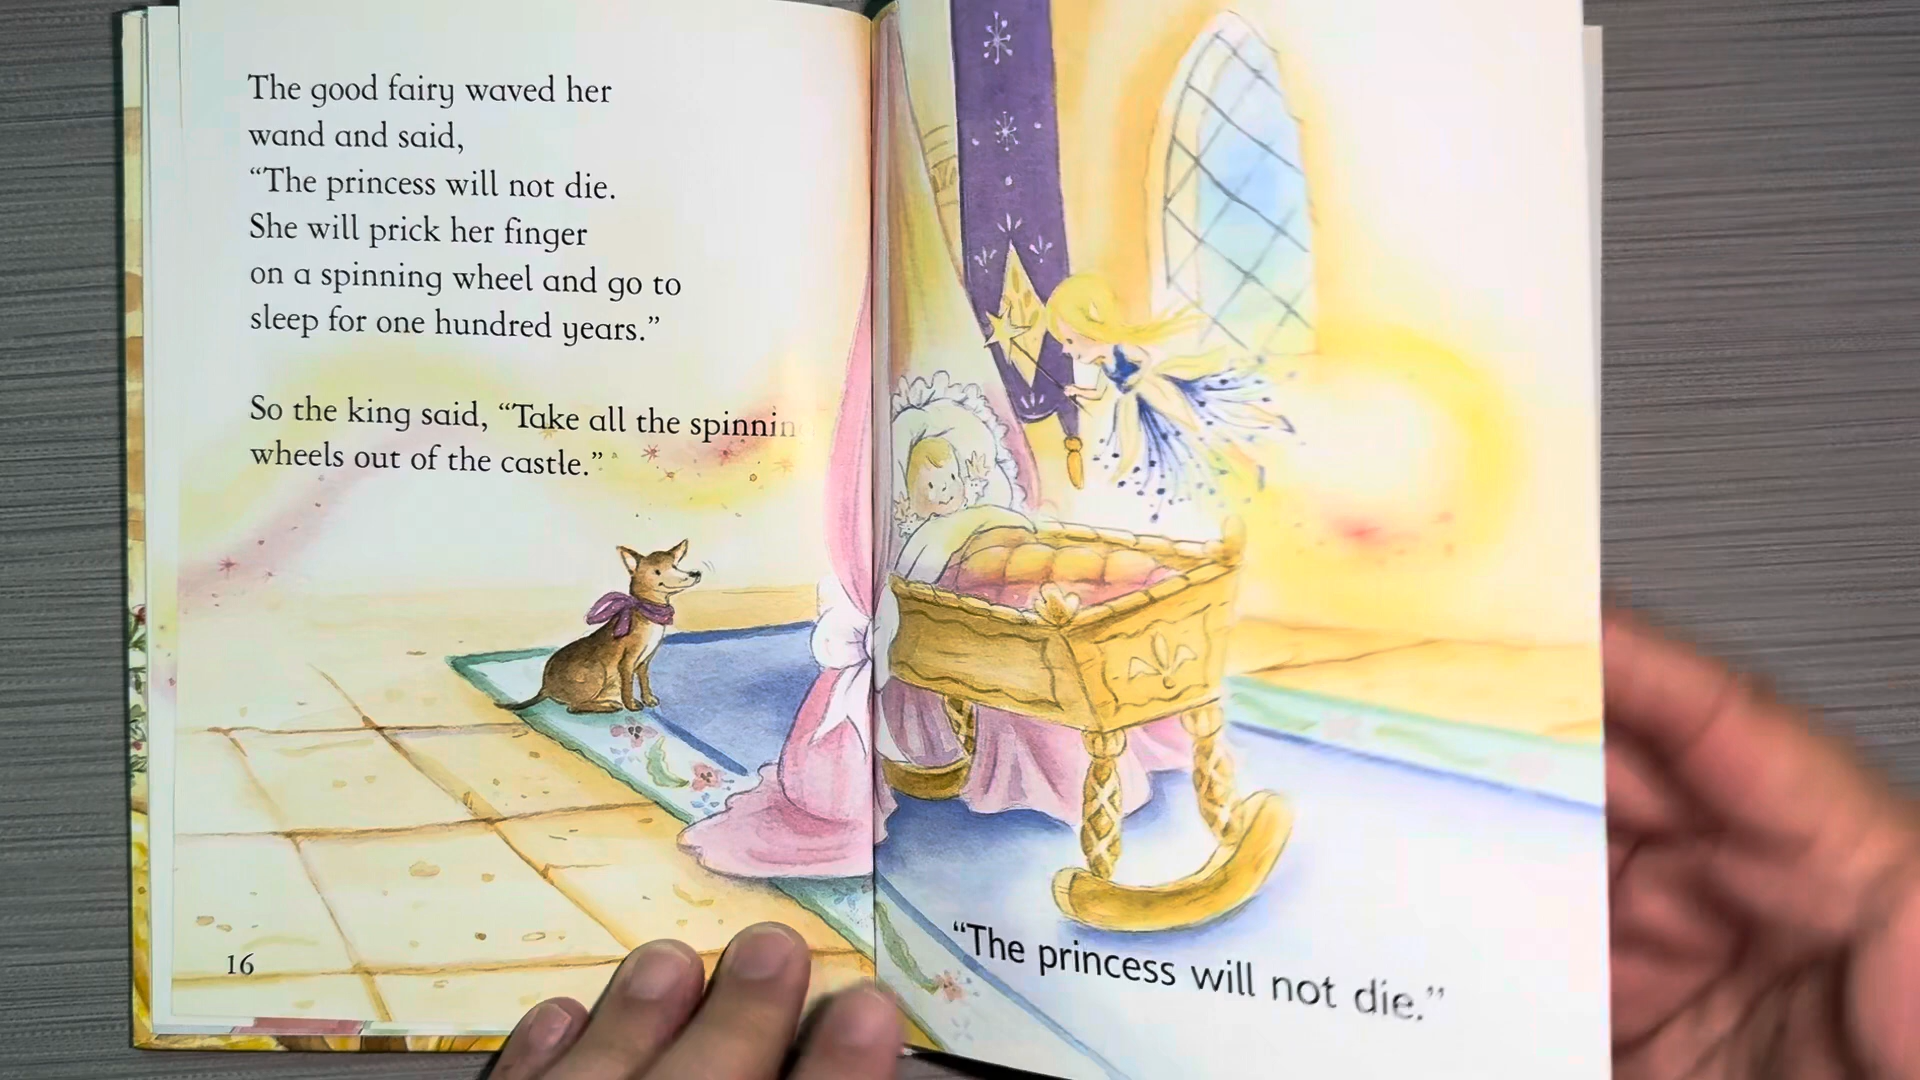 The good fairy waved her
wand and said,
“The princess will not die.
She will prick her finger
on a spinning wheel and go to
sleep for one hundred years.”
So the king said, “Take all the spinnin
wheels out of the castle.”
16
“The princess will not die.”